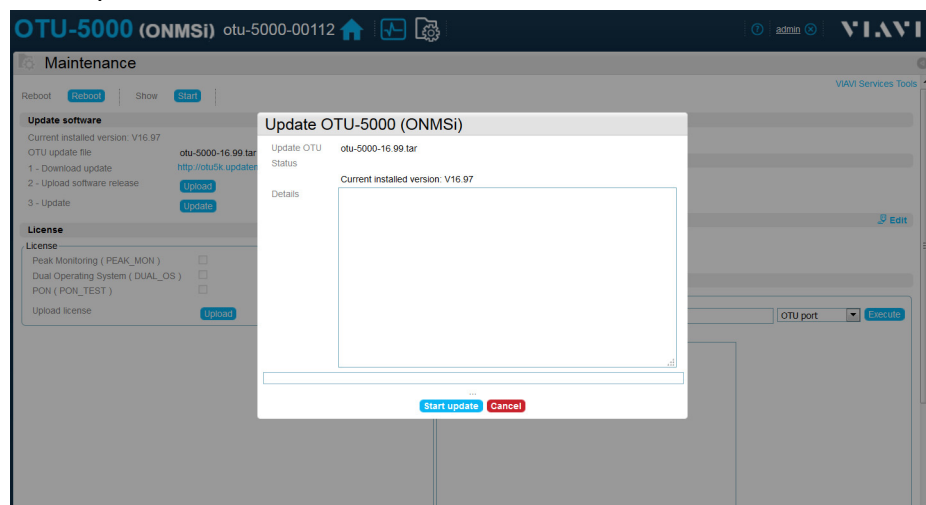 OTU-5000 (ONMSi) otu-5000-00112
admin
VIAVI
Maintenance
VIAVI Services Tools
Reboot Reboot Show Start
Update software
Current installed version: V16.97
OTU update file otu-5000-16.99.tar
1 - Download update http://otu5k.updater
2 - Upload software release Upload
3 - Update Update
License
License
Peak Monitoring ( PEAK_MON )
Dual Operating System ( DUAL_OS )
PON ( PON_TEST )
Upload license Upload
Update OTU-5000 (ONMSi)
Update OTU otu-5000-16.99.tar
Status
Current installed version: V16.97
Details
...
Start update Cancel
Edit
OTU port Execute